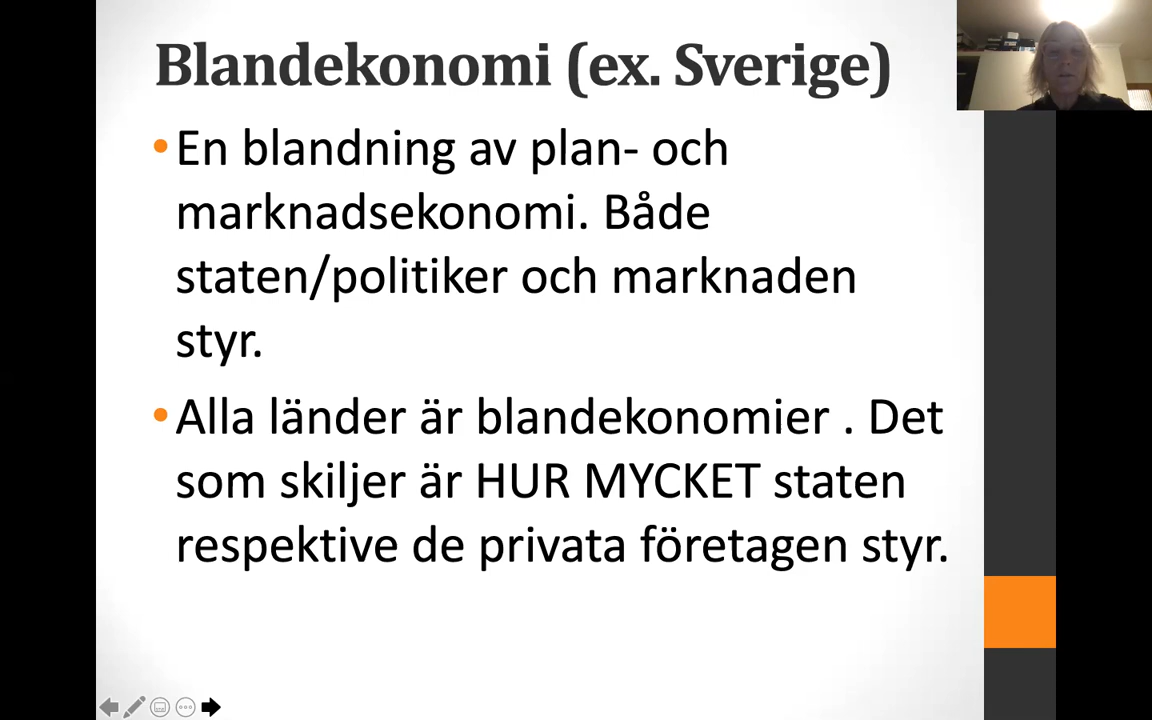 Blandekonomi (ex. Sverige)
•En blandning av plan- och
marknadsekonomi. Både
staten/politiker och marknaden
styr.
•Alla länder är blandekonomier . Det
som skiljer är HUR MYCKET staten
respektive de privata företagen styr.